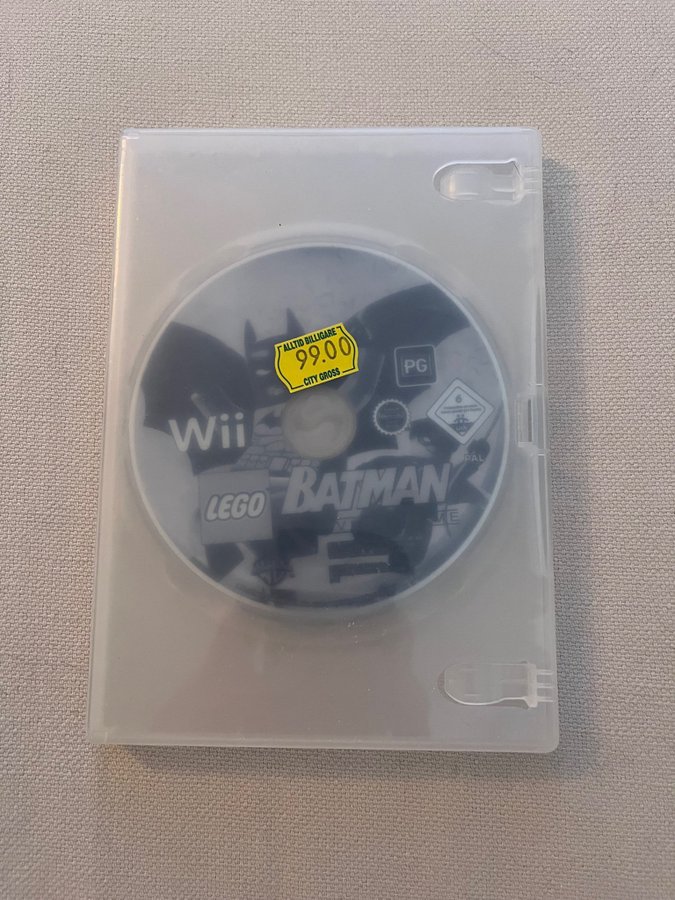 ALLTID BILLIGARE
99.00
CITY GROSS
PG
6
Wii
PAL
LEGO
BATMAN